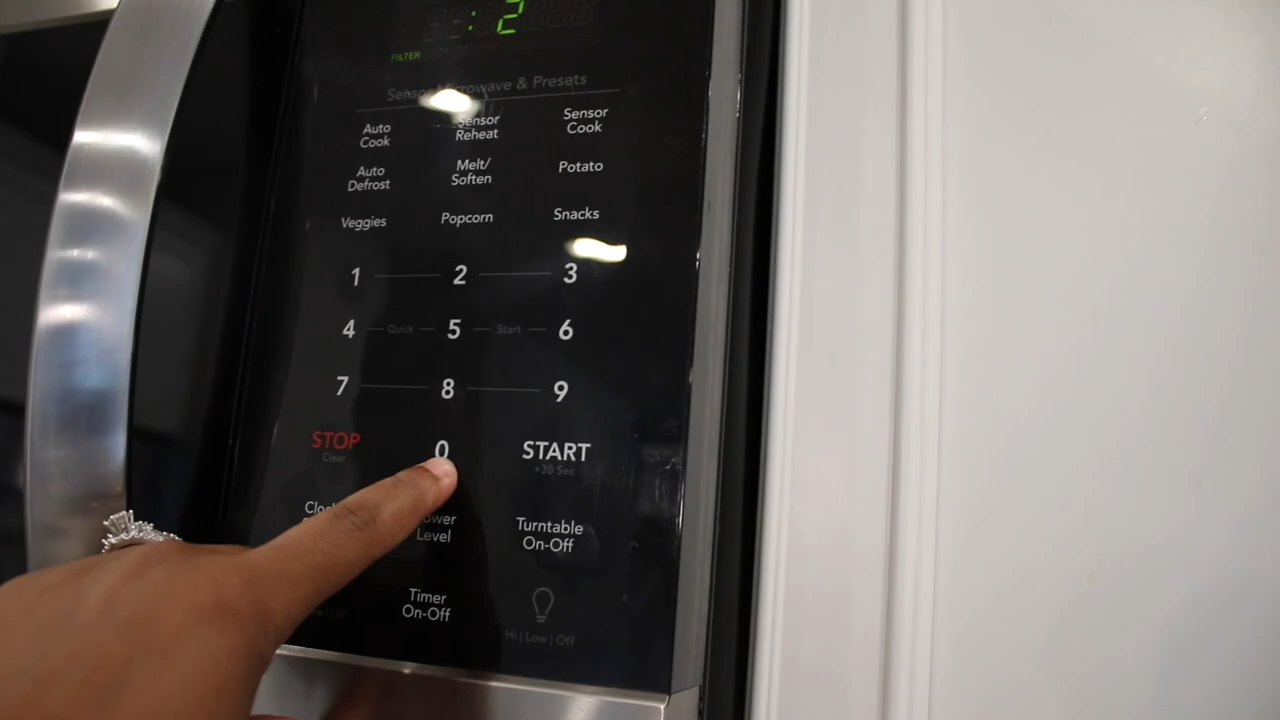 :2
FILTER
Sensor Microwave & Presets
Auto Cook
Sensor Reheat
Sensor Cook
Auto Defrost
Melt/ Soften
Potato
Veggies
Popcorn
Snacks
1 2 3
4 Quick 5 Start 6
7 8 9
STOP
Clear
0
START
+30 Sec
Level
Turntable On-Off
Timer On-Off
Hi | Low | Off